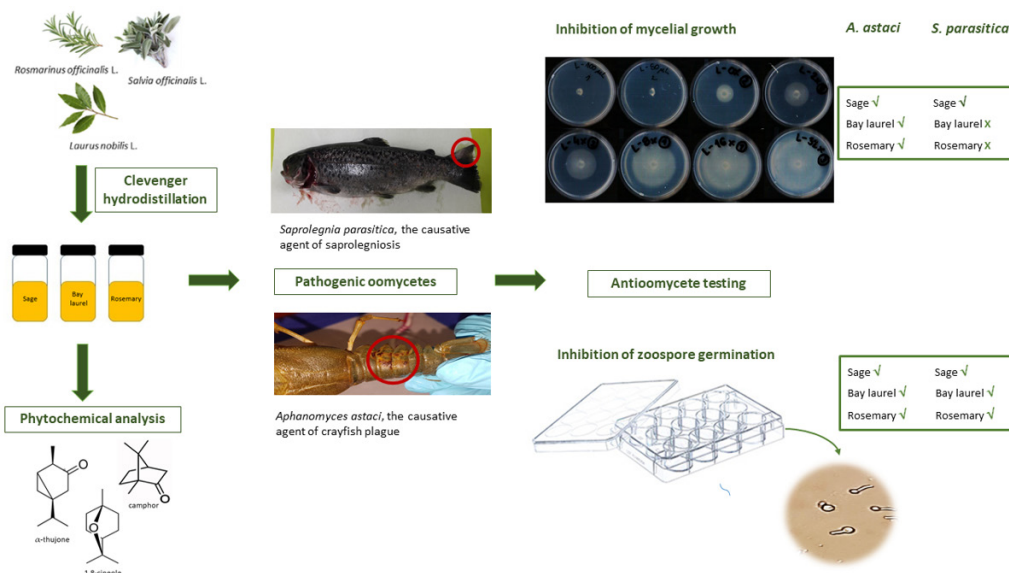 Rosmarinus officinalis L.
Salvia officinalis L.
Laurus nobilis L.
Clevenger
hydrodistillation
Sage
Bay
laurel
Rosemary
Phytochemical analysis
O
camphor
O
α-thujone
O
Saprolegnia parasitica, the causative
agent of saprolegniosis
Pathogenic oomycetes
Aphanomyces astaci, the causative
agent of crayfish plague
Antioomycete testing
Inhibition of mycelial growth
A. astaci
S. parasitica
Sage √
Sage √
Bay laurel √
Bay laurel x
Rosemary √
Rosemary x
Inhibition of zoospore germination
Sage √
Sage √
Bay laurel √
Bay laurel √
Rosemary √
Rosemary √